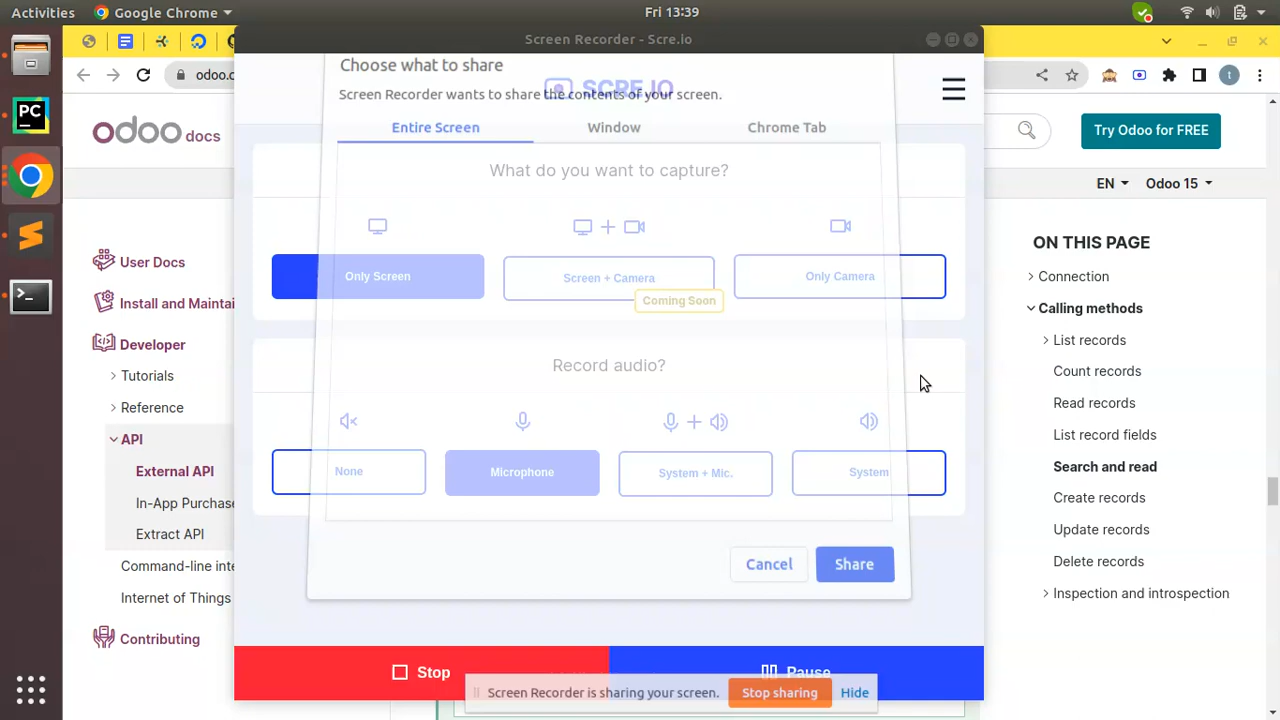 Activities
Google Chrome
Fri 13:39
Screen Recorder - Scre.io
odoo.c
odoo docs
Try Odoo for FREE
EN
Odoo 15
User Docs
Install and Maintai
Developer
Tutorials
Reference
API
External API
In-App Purchase
Extract API
Command-line inte
Internet of Things
Contributing
Choose what to share
SCRE.IO
Screen Recorder wants to share the contents of your screen.
Entire Screen
Window
Chrome Tab
What do you want to capture?
Only Screen
Screen + Camera
Only Camera
Coming Soon
Record audio?
None
Microphone
System + Mic.
System
Cancel
Share
Stop
Pause
Screen Recorder is sharing your screen.
Stop sharing
Hide
ON THIS PAGE
Connection
Calling methods
List records
Count records
Read records
List record fields
Search and read
Create records
Update records
Delete records
Inspection and introspection
PC
t